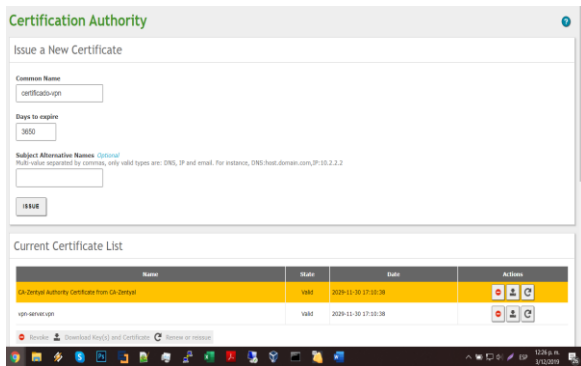 Certification Authority
Issue a New Certificate
Common Name
certificado-vpn
Days to expire
3650
Subject Alternative Names Optional
Multi-value separated by commas, only valid types are: DNS, IP and email. For instance, DNS:host.domain.com,IP:10.2.2.2
ISSUE
Current Certificate List
Name State Date Actions
CA-Zentyal Authority Certificate from CA-Zentyal Valid 2029-11-30 17:10:38
vpn-server.vpn Valid 2029-11-30 17:10:38
Revoke Download Key(s) and Certificate Renew or reissue
ESP 12:26 p. m.
3/12/2019